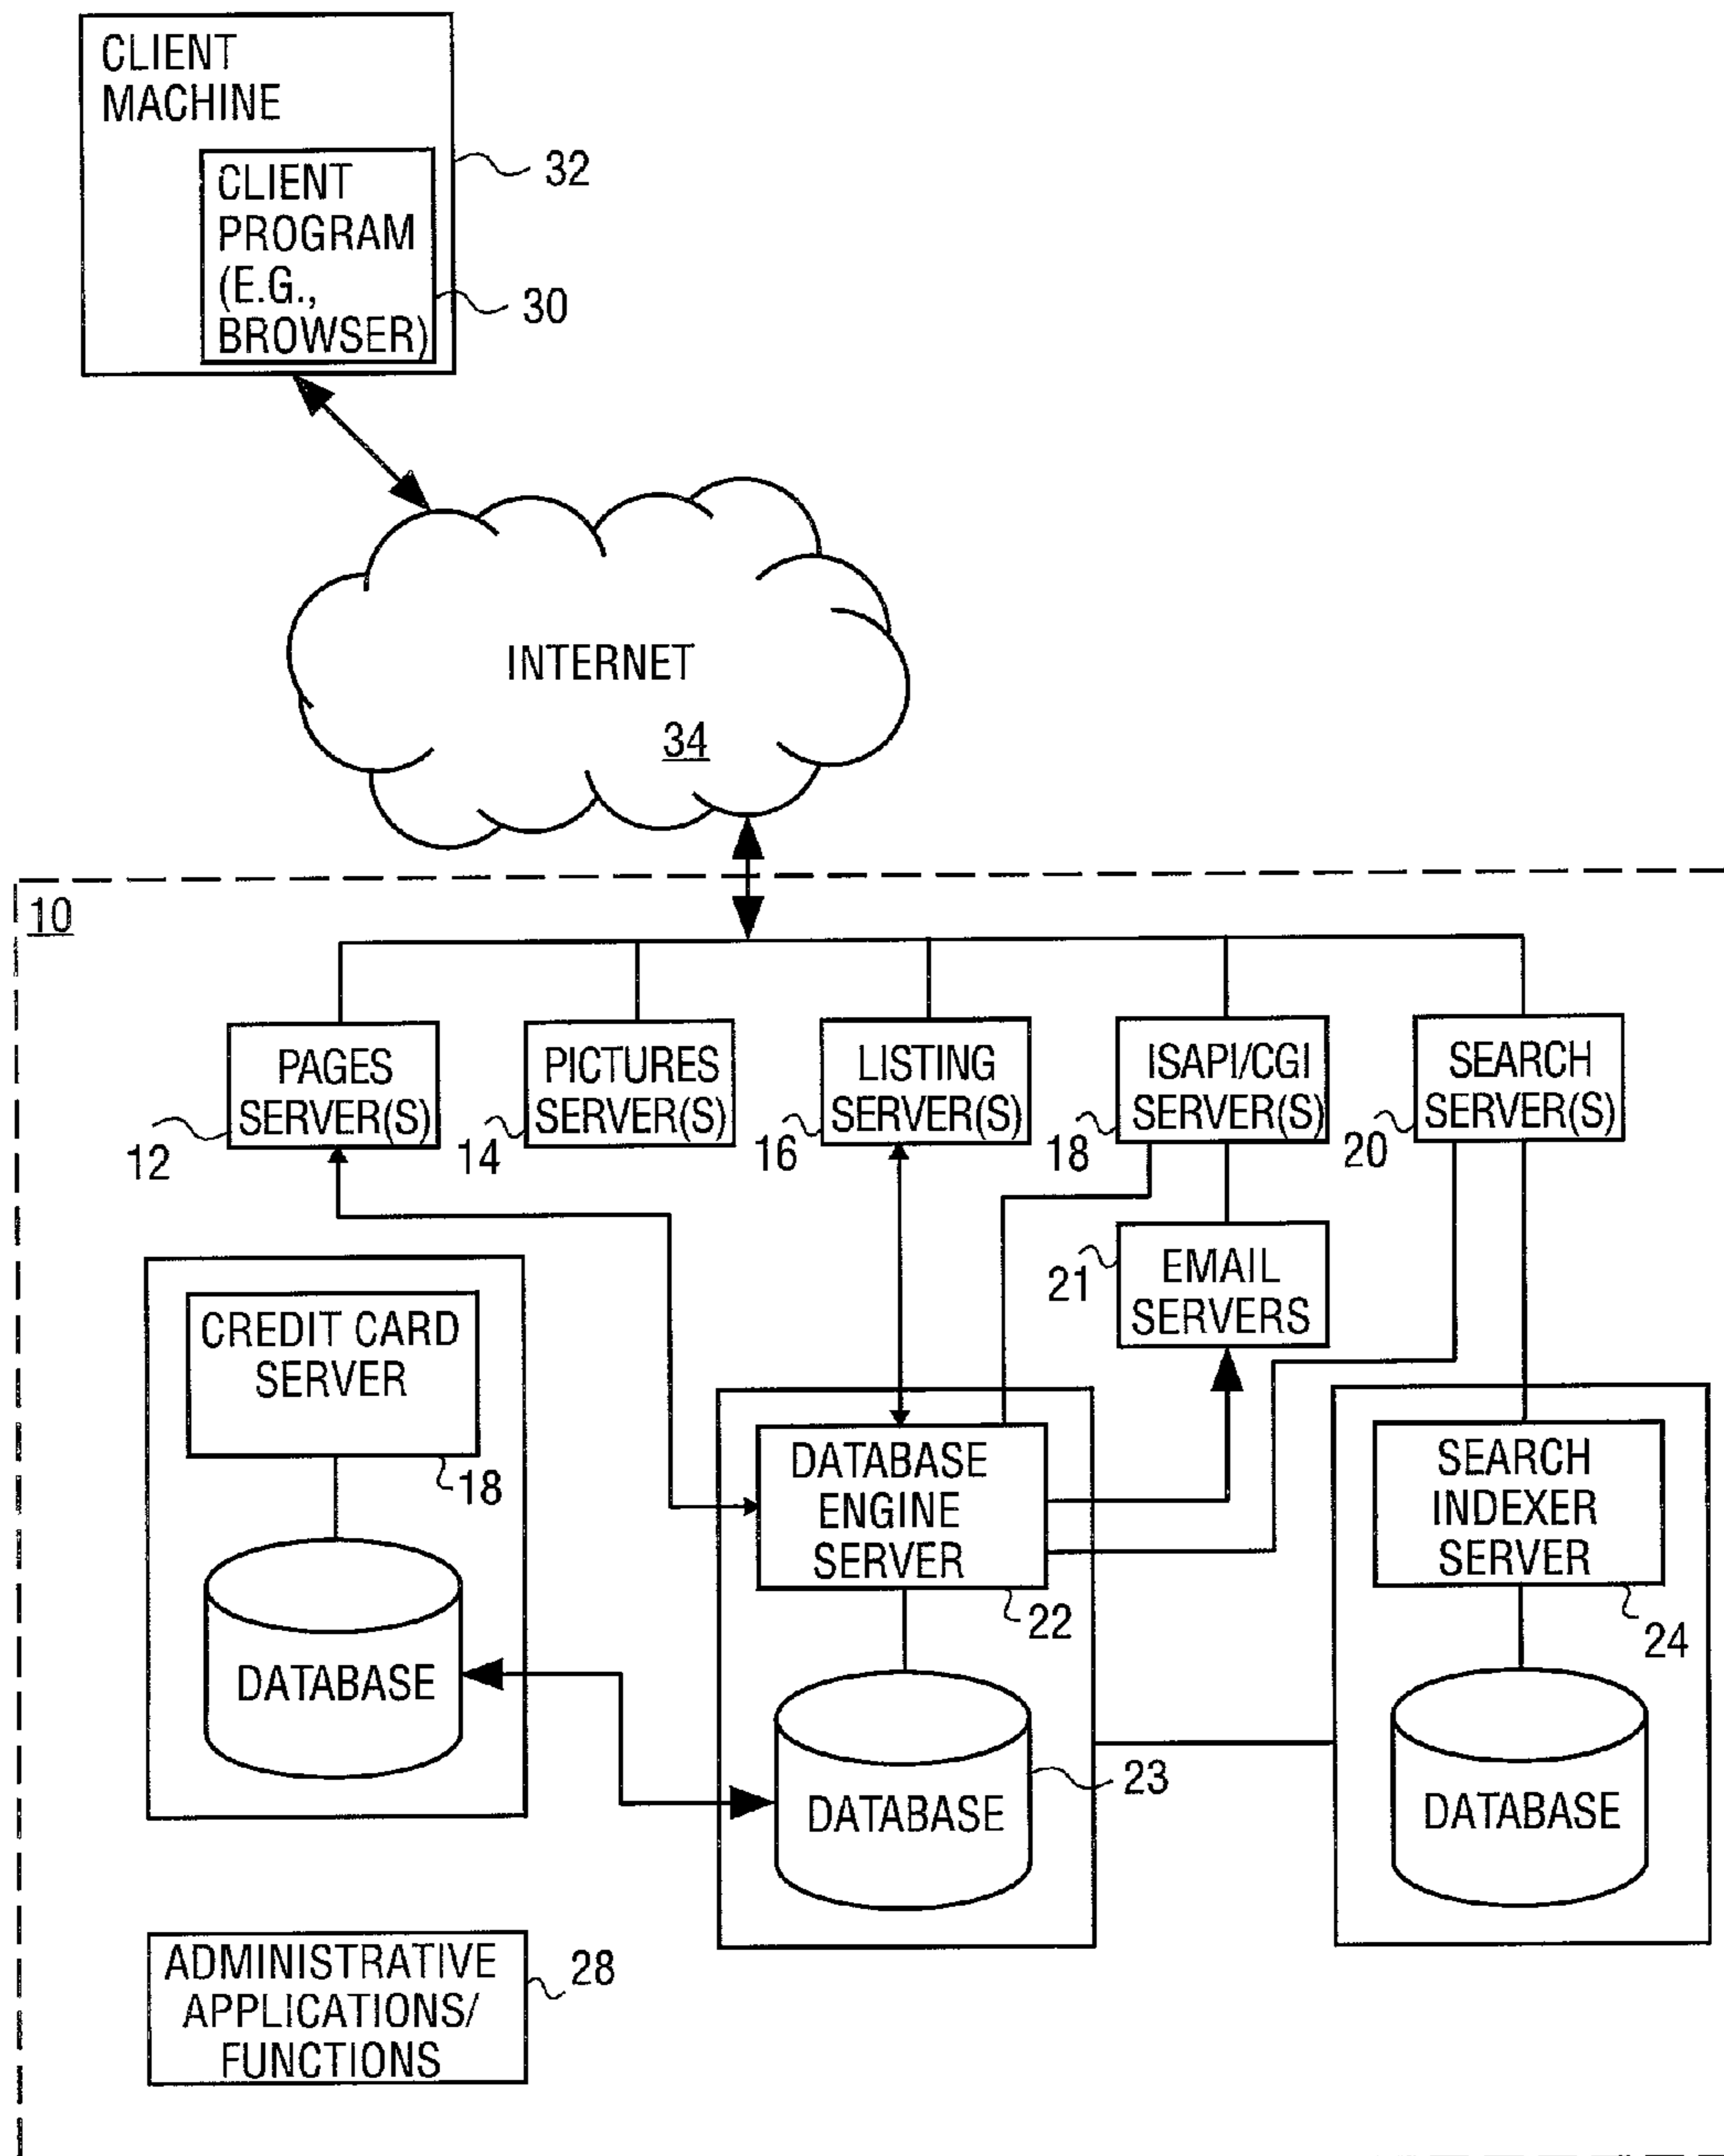 CLIENT
MACHINE
CLIENT
PROGRAM
(E.G.,
BROWSER)
32
30
INTERNET
34
10
PAGES
SERVER(S)
12
PICTURES
SERVER(S)
14
LISTING
SERVER(S)
16
ISAPI/CGI
SERVER(S)
18
SEARCH
SERVER(S)
20
21
EMAIL
SERVERS
CREDIT CARD
SERVER
18
DATABASE
DATABASE
ENGINE
SERVER
22
DATABASE
23
SEARCH
INDEXER
SERVER
24
DATABASE
ADMINISTRATIVE
APPLICATIONS/
FUNCTIONS
28